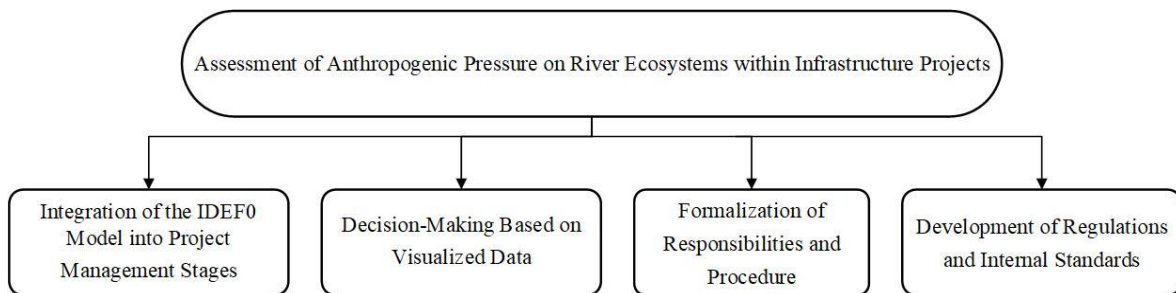 Assessment of Anthropogenic Pressure on River Ecosystems within Infrastructure Projects
Integration of the IDEF0
Model into Project
Management Stages
Decision-Making Based on
Visualized Data
Formalization of
Responsibilities and
Procedure
Development of Regulations
and Internal Standards